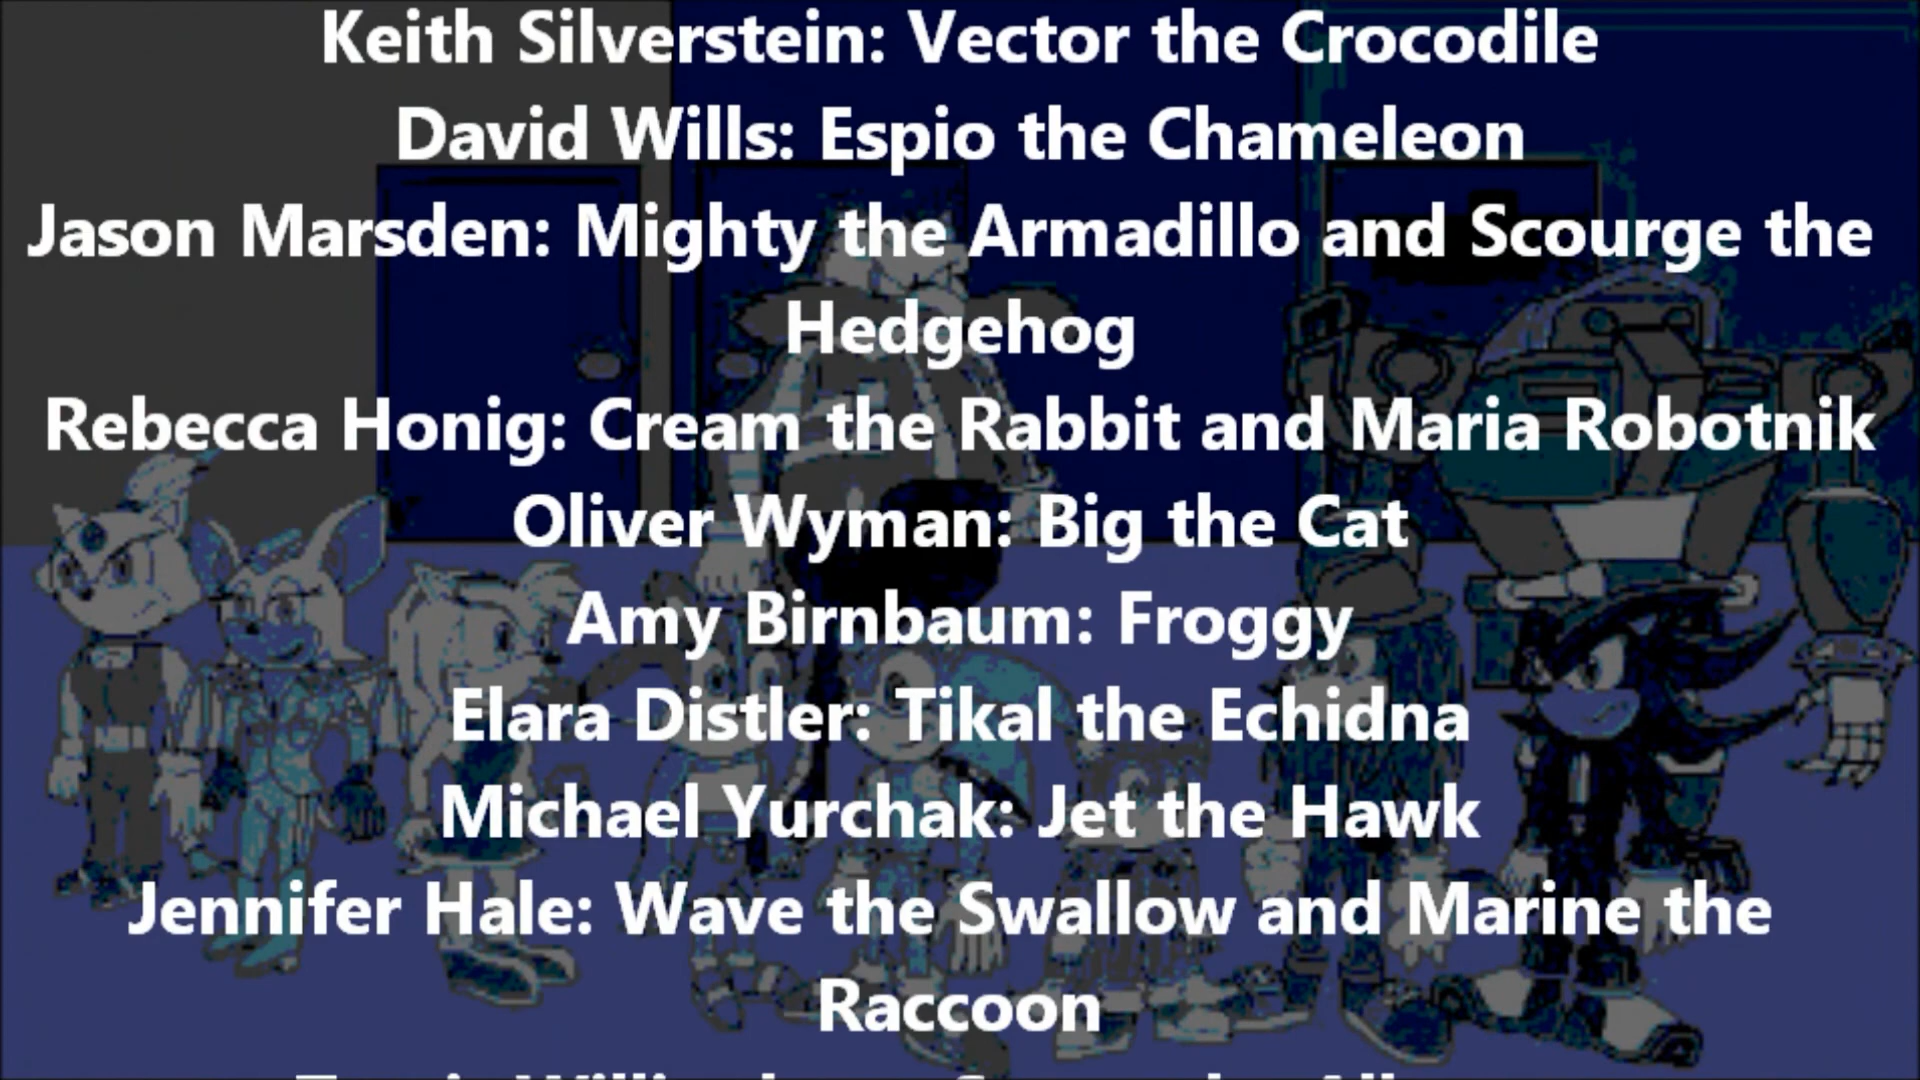 Keith Silverstein: Vector the Crocodile
David Wills: Espio the Chameleon
Jason Marsden: Mighty the Armadillo and Scourge the
Hedgehog
Rebecca Honig: Cream the Rabbit and Maria Robotnik
Oliver Wyman: Big the Cat
Amy Birnbaum: Froggy
Elara Distler: Tikal the Echidna
Michael Yurchak: Jet the Hawk
Jennifer Hale: Wave the Swallow and Marine the
Raccoon